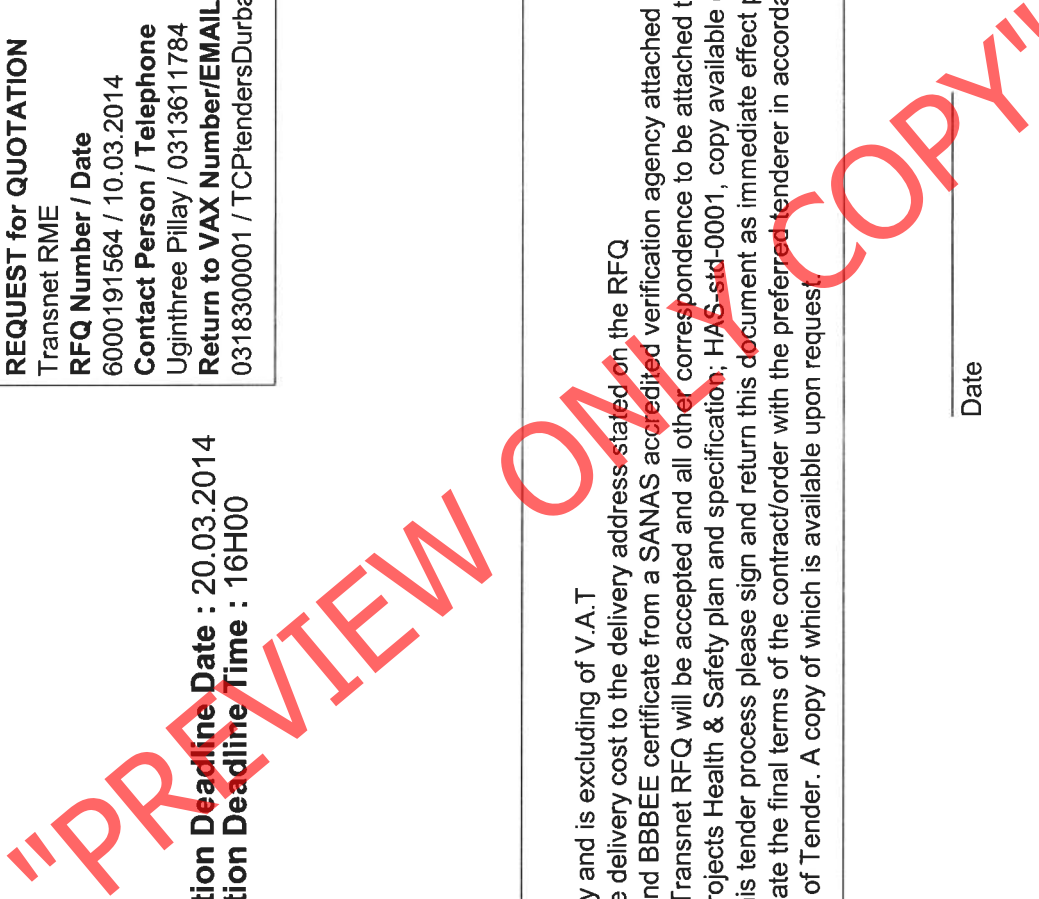 REQUEST for QUOTATION
Transnet RME
RFQ Number / Date
6000191564 / 10.03.2014
Contact Person / Telephone
Uginthree Pillay / 0313611784
Return to VAX Number/EMAIL
0318300001 / TCPtendersDurba
tion Deadline Date : 20.03.2014
tion Deadline Time : 16H00
y and is excluding of V.A.T
e delivery cost to the delivery address stated on the RFQ
nd BBBEE certificate from a SANAS accredited verification agency attached
Transnet RFQ will be accepted and all other correspondence to be attached t
rojects Health & Safety plan and specification; HAS-std-0001, copy available
is tender process please sign and return this document as immediate effect p
ate the final terms of the contract/order with the preferred tenderer in accorda
of Tender. A copy of which is available upon request.
Date
"PREVIEW ONLY COPY"